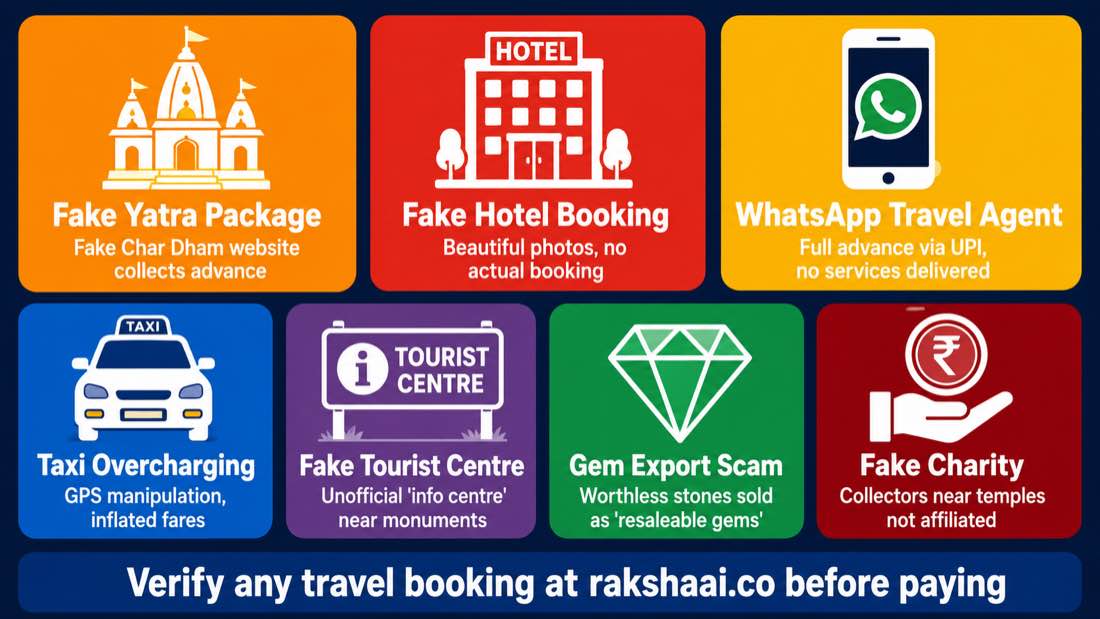 Fake Yatra Package
Fake Char Dham website
collects advance
HOTEL
Fake Hotel Booking
Beautiful photos, no
actual booking
WhatsApp Travel Agent
Full advance via UPI,
no services delivered
TAXI
Taxi Overcharging
GPS manipulation,
inflated fares
i TOURIST
CENTRE
Fake Tourist Centre
Unofficial 'info centre'
near monuments
Gem Export Scam
Worthless stones sold
as 'resaleable gems'
₹
Fake Charity
Collectors near temples
not affiliated
Verify any travel booking at rakshaai.co before paying